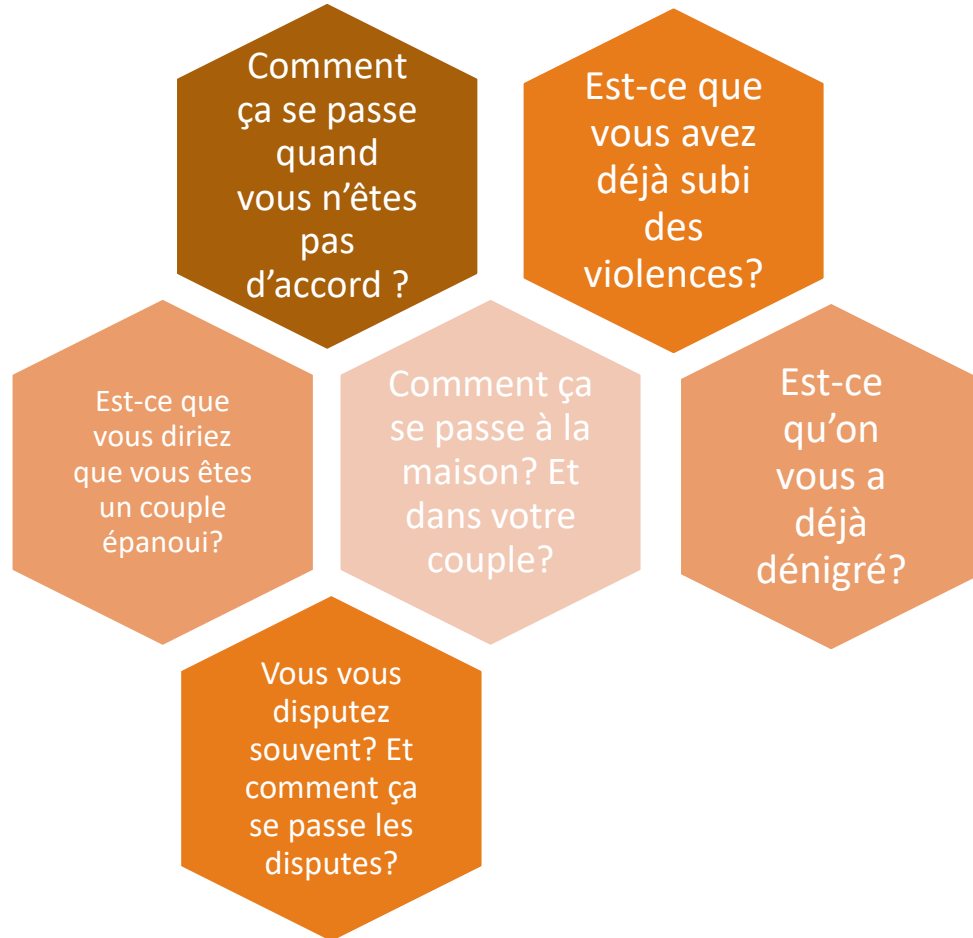 Comment
ça se passe
quand
vous n’êtes
pas
d’accord ?
Est-ce que
vous avez
déjà subi
des
violences?
Est-ce que
vous diriez
que vous êtes
un couple
épanoui?
Comment ça
se passe à la
maison? Et
dans votre
couple?
Est-ce
qu’on
vous a
déjà
dénigré?
Vous vous
disputez
souvent? Et
comment ça
se passe les
disputes?